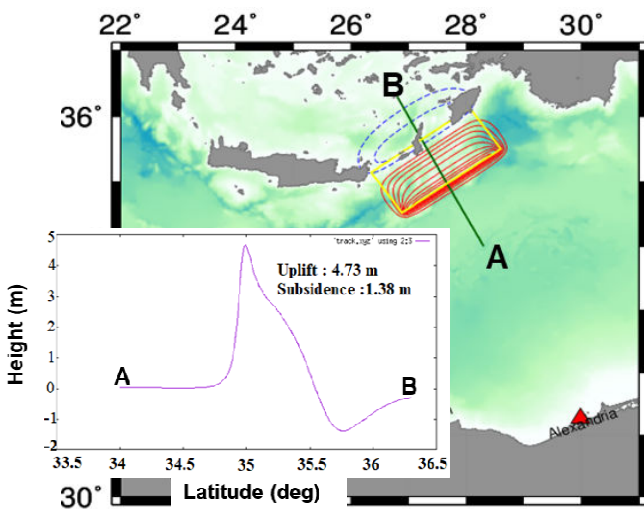 22 24 26 28 30
36°
B
A
"track.xyz" using 2:3
Uplift : 4.73 m
Subsidence :1.38 m
Height (m)
5
4
3
2
1
0
-1
-2
A
B
33.5 34 34.5 35 35.5 36 36.5
Latitude (deg)
Alexandria
30°